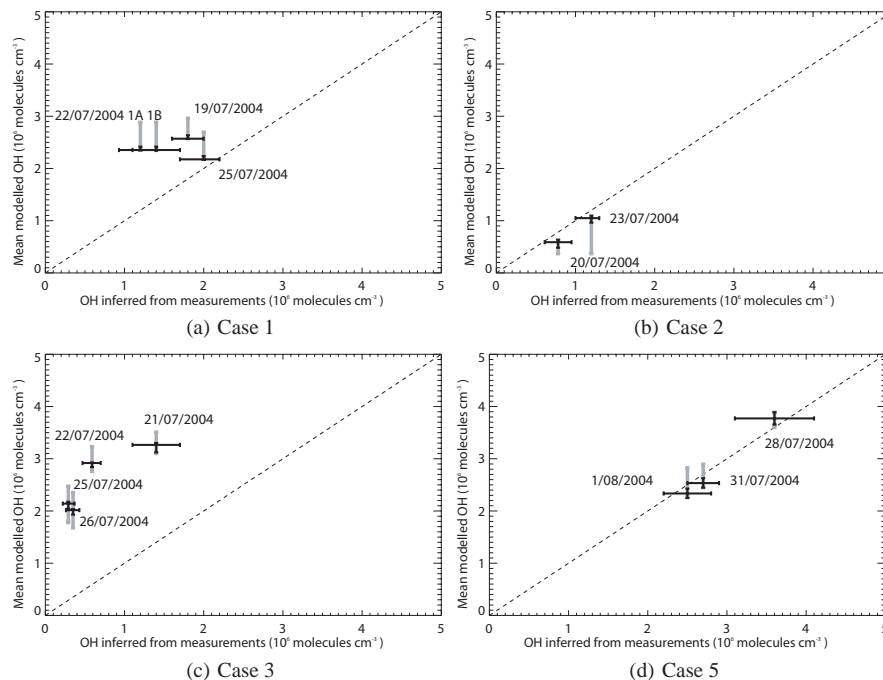 5
4
3
2
1
0
Mean modelled OH (10⁶ molecules cm⁻³)
22/07/2004 1A 1B
19/07/2004
25/07/2004
0 1 2 3 4 5
OH inferred from measurements (10⁶ molecules cm⁻³)
(a) Case 1
5
4
3
2
1
0
Mean modelled OH (10⁶ molecules cm⁻³)
23/07/2004
20/07/2004
0 1 2 3 4 5
OH inferred from measurements (10⁶ molecules cm⁻³)
(b) Case 2
5
4
3
2
1
0
Mean modelled OH (10⁶ molecules cm⁻³)
21/07/2004
22/07/2004
25/07/2004
26/07/2004
0 1 2 3 4 5
OH inferred from measurements (10⁶ molecules cm⁻³)
(c) Case 3
5
4
3
2
1
0
Mean modelled OH (10⁶ molecules cm⁻³)
28/07/2004
1/08/2004
31/07/2004
0 1 2 3 4 5
OH inferred from measurements (10⁶ molecules cm⁻³)
(d) Case 5